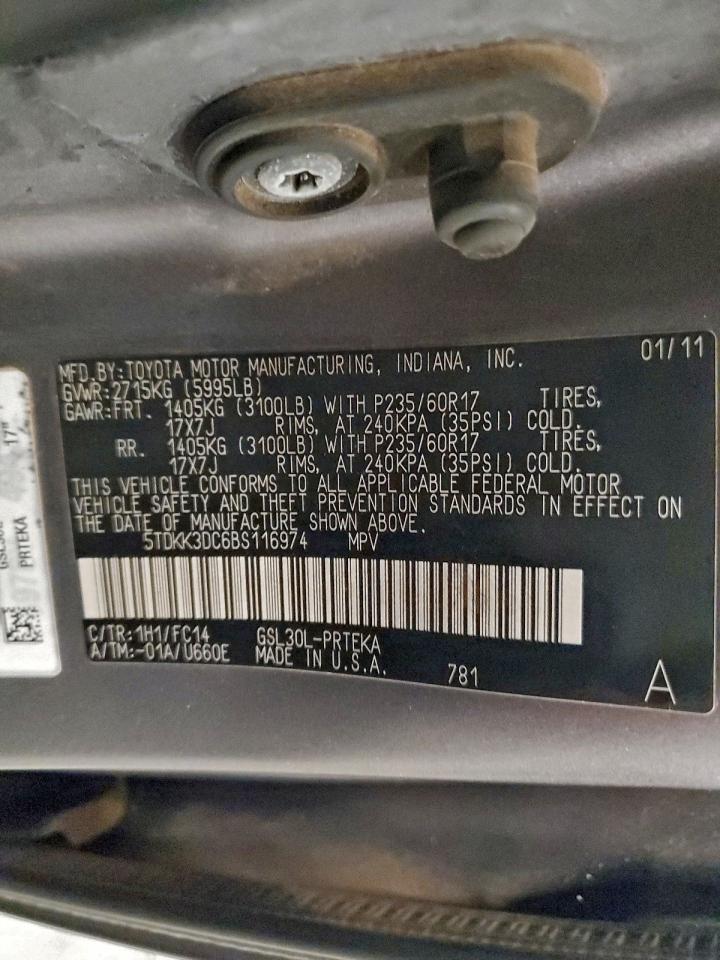 MFD.BY:TOYOTA MOTOR MANUFACTURING, INDIANA, INC. 01/11
GVWR:2715KG (5995LB)
GAWR:FRT. 1405KG (3100LB) WITH P235/60R17 TIRES,
17X7J RIMS, AT 240KPA (35PSI) COLD.
RR. 1405KG (3100LB) WITH P235/60R17 TIRES,
17X7J RIMS, AT 240KPA (35PSI) COLD.
THIS VEHICLE CONFORMS TO ALL APPLICABLE FEDERAL MOTOR
VEHICLE SAFETY AND THEFT PREVENTION STANDARDS IN EFFECT ON
THE DATE OF MANUFACTURE SHOWN ABOVE.
5TDKK3DC6BS116974 MPV
C/TR:1H1/FC14 GSL30L-PRTEKA
A/TM:-01A/U660E MADE IN U.S.A. 781 A
17"
GSL30L
PRTEKA